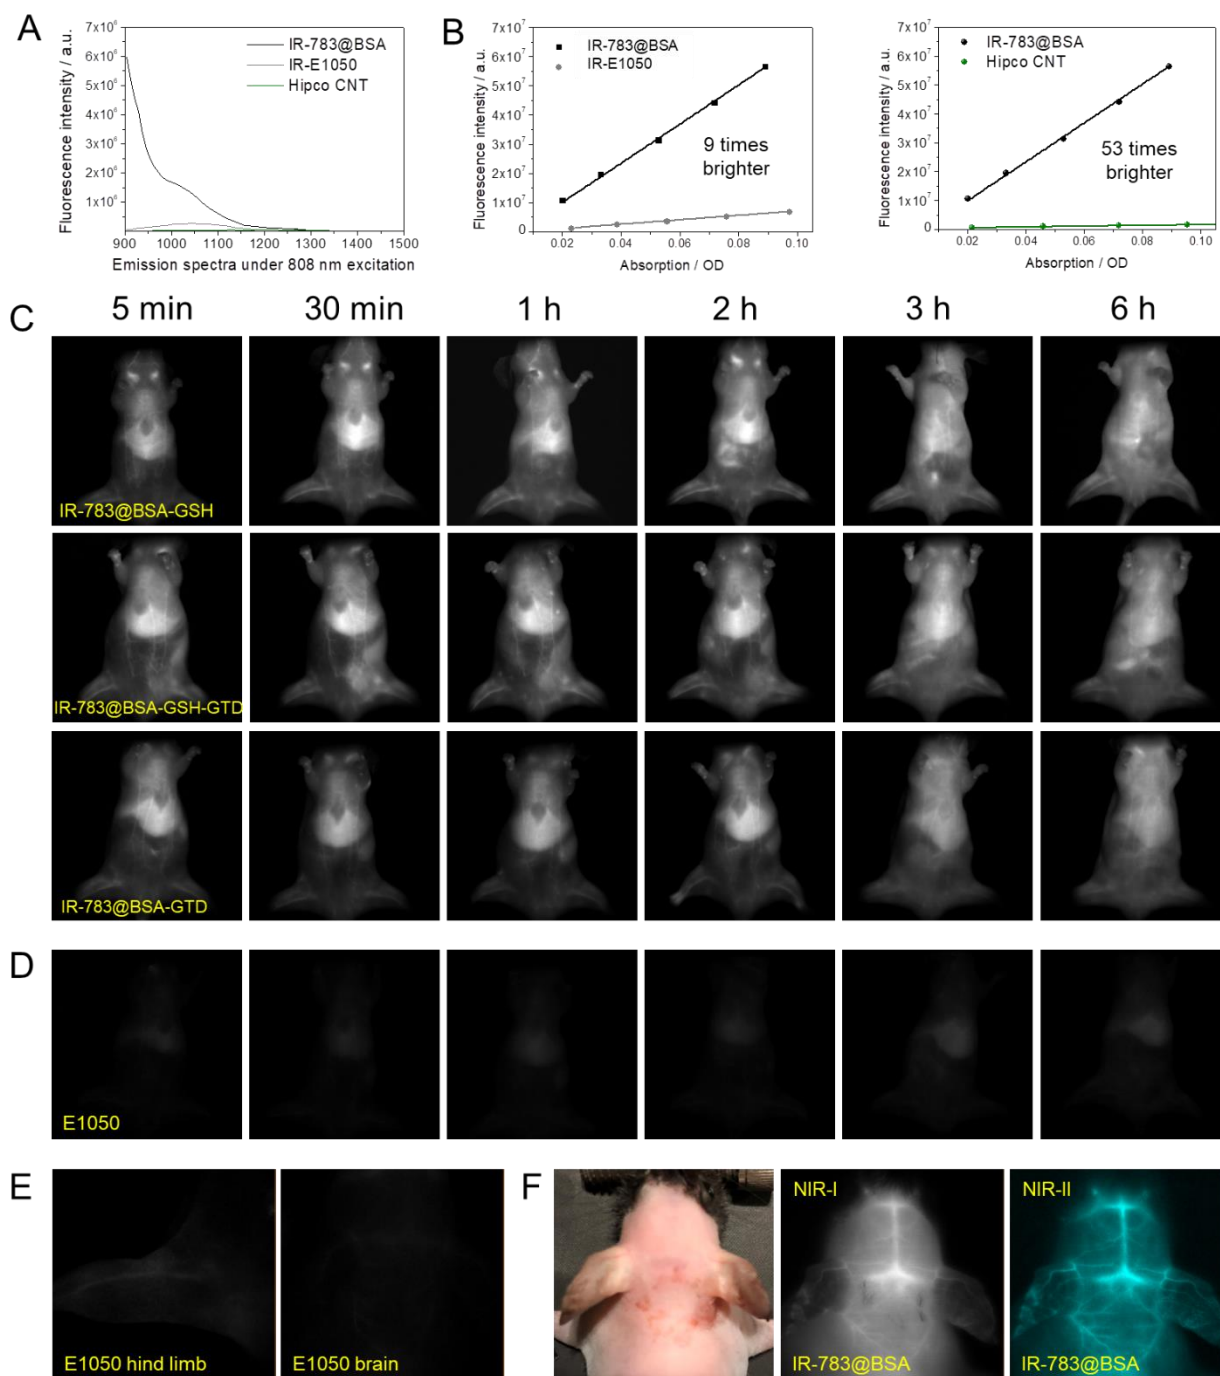 A
Fluorescence intensity / a.u.
7x10⁶
6x10⁶
5x10⁶
4x10⁶
3x10⁶
2x10⁶
1x10⁶
IR-783@BSA
IR-E1050
Hipco CNT
900 1000 1100 1200 1300 1400 1500
Emission spectra under 808 nm excitation
B
Fluorescence intensity / a.u.
7x10⁷
6x10⁷
5x10⁷
4x10⁷
3x10⁷
2x10⁷
1x10⁷
0
IR-783@BSA
IR-E1050
9 times
brighter
0.02 0.04 0.06 0.08 0.10
Absorption / OD
Fluorescence intensity / a.u.
7x10⁷
6x10⁷
5x10⁷
4x10⁷
3x10⁷
2x10⁷
1x10⁷
0
IR-783@BSA
Hipco CNT
53 times
brighter
0.02 0.04 0.06 0.08 0.10
Absorption / OD
C
5 min 30 min 1 h 2 h 3 h 6 h
IR-783@BSA-GSH
IR-783@BSA-GSH-GTD
IR-783@BSA-GTD
D
E1050
E
E1050 hind limb
E1050 brain
F
NIR-I
IR-783@BSA
NIR-II
IR-783@BSA